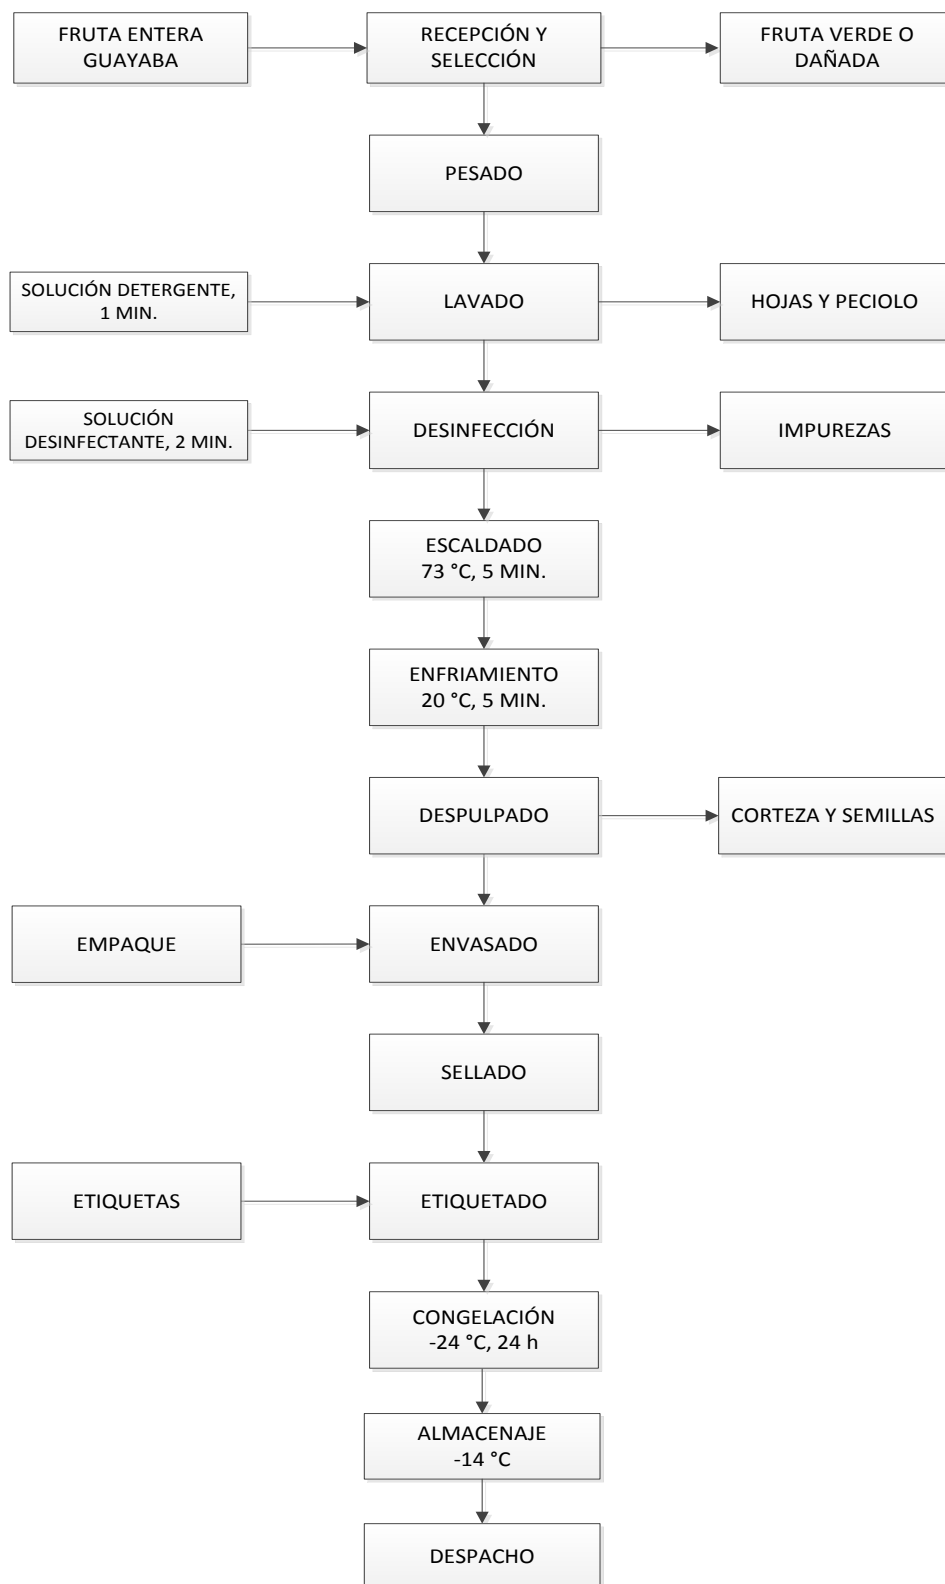 FRUTA ENTERA
GUAYABA
RECEPCIÓN Y
SELECCIÓN
FRUTA VERDE O
DAÑADA
PESADO
SOLUCIÓN DETERGENTE,
1 MIN.
LAVADO
HOJAS Y PECIOLO
SOLUCIÓN
DESINFECTANTE, 2 MIN.
DESINFECCIÓN
IMPUREZAS
ESCALDADO
73 °C, 5 MIN.
ENFRIAMIENTO
20 °C, 5 MIN.
DESPULPADO
CORTEZA Y SEMILLAS
EMPAQUE
ENVASADO
SELLADO
ETIQUETAS
ETIQUETADO
CONGELACIÓN
-24 °C, 24 h
ALMACENAJE
-14 °C
DESPACHO